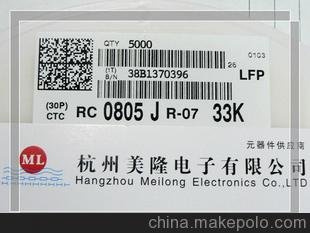 QTY 5000
26 0103
(1T) B/N 38B1370396 LFP
(30P) CTC RC 0805 J R-07 33K
元器件供应商
ML
杭州美隆电子有限公司
Hangzhou Meilong Electronics Co.,LTD
china.makepolo.com